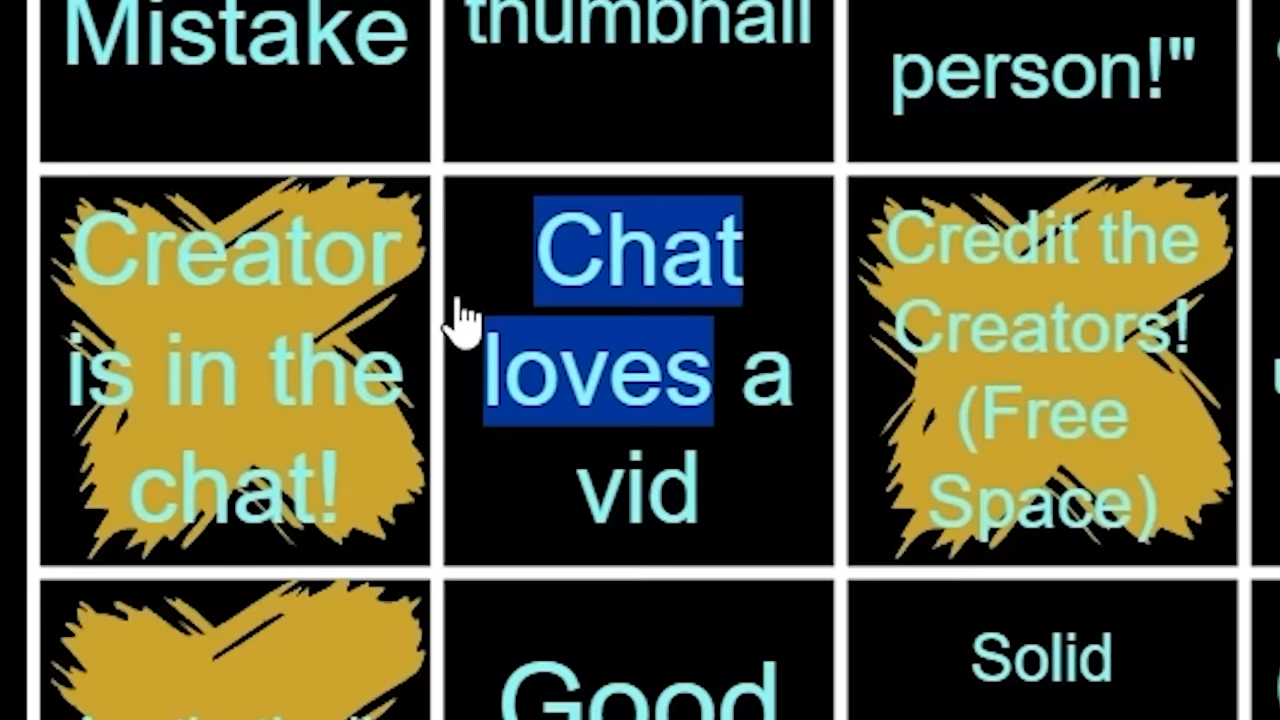 Mistake
thumbnail
person!"
Creator
is in the
chat!
Chat
loves a
vid
Credit the
Creators!
(Free
Space)
Good
Solid